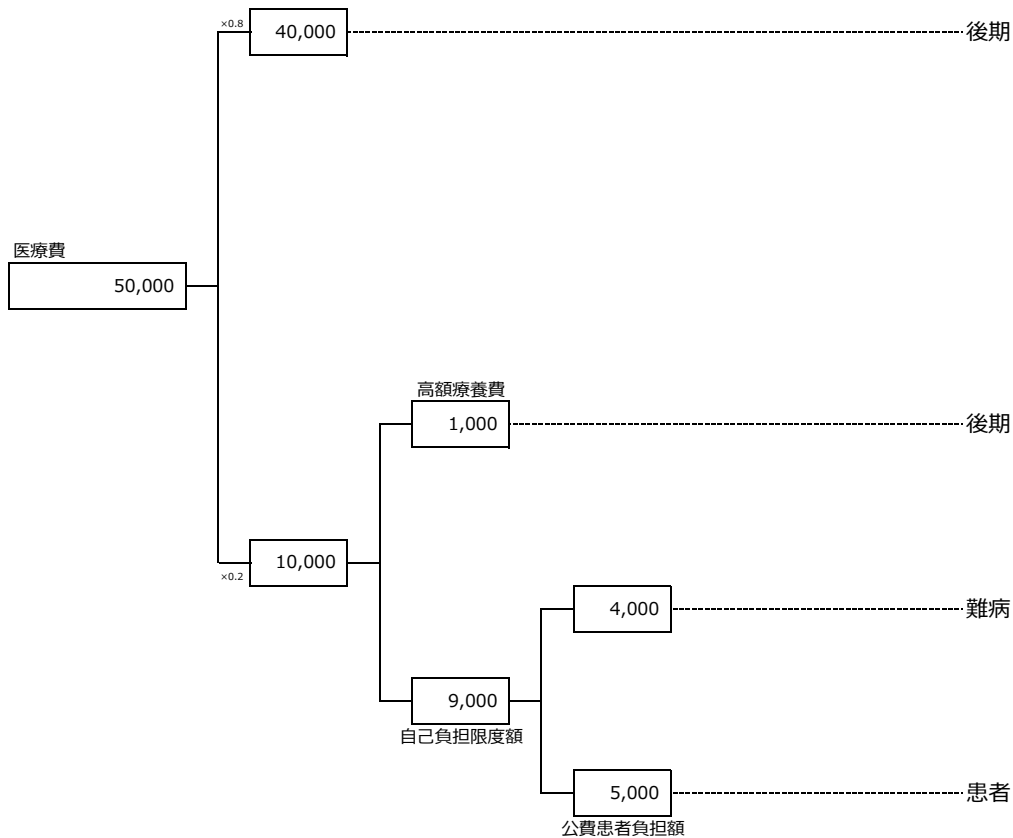 ×0.8
40,000
後期
医療費
50,000
高額療養費
1,000
後期
10,000
×0.2
4,000
難病
9,000
自己負担限度額
5,000
患者
公費患者負担額